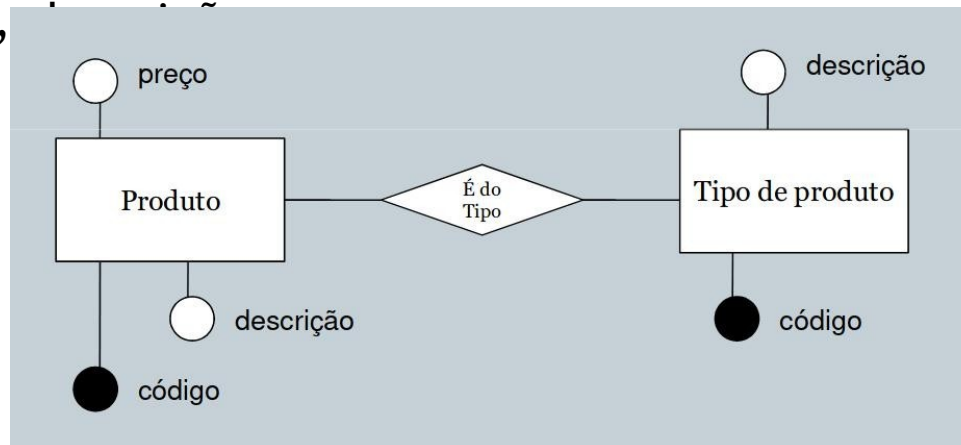 preço
descrição
Produto
É do
Tipo
Tipo de produto
descrição
código
código